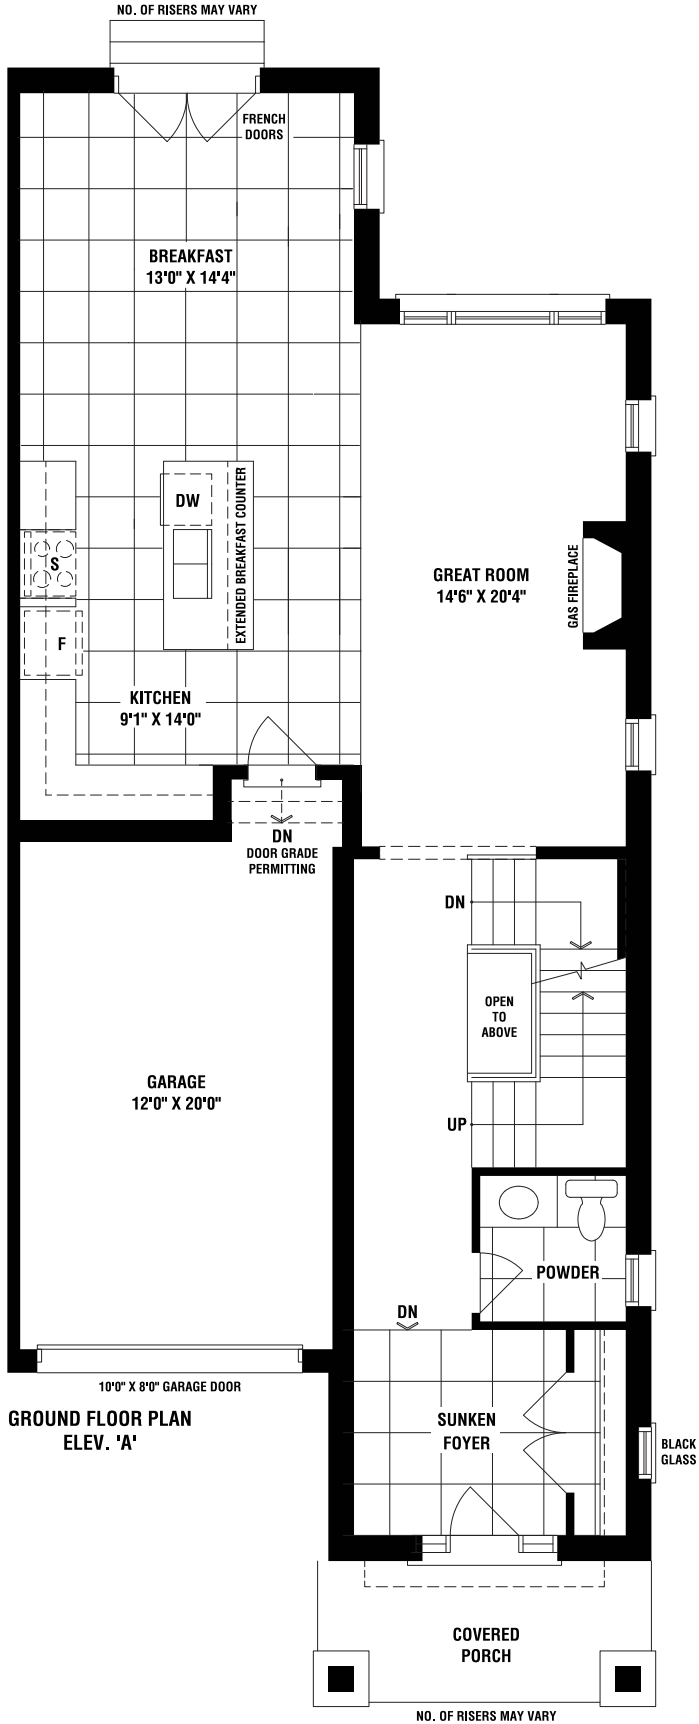 NO. OF RISERS MAY VARY
FRENCH
DOORS
BREAKFAST
13'0" X 14'4"
DW
EXTENDED BREAKFAST COUNTER
S
F
GREAT ROOM
14'6" X 20'4"
GAS FIREPLACE
KITCHEN
9'1" X 14'0"
DN
DOOR GRADE
PERMITTING
DN
OPEN
TO
ABOVE
GARAGE
12'0" X 20'0"
UP
POWDER
DN
10'0" X 8'0" GARAGE DOOR
GROUND FLOOR PLAN
ELEV. 'A'
SUNKEN
FOYER
BLACK
GLASS
COVERED
PORCH
NO. OF RISERS MAY VARY